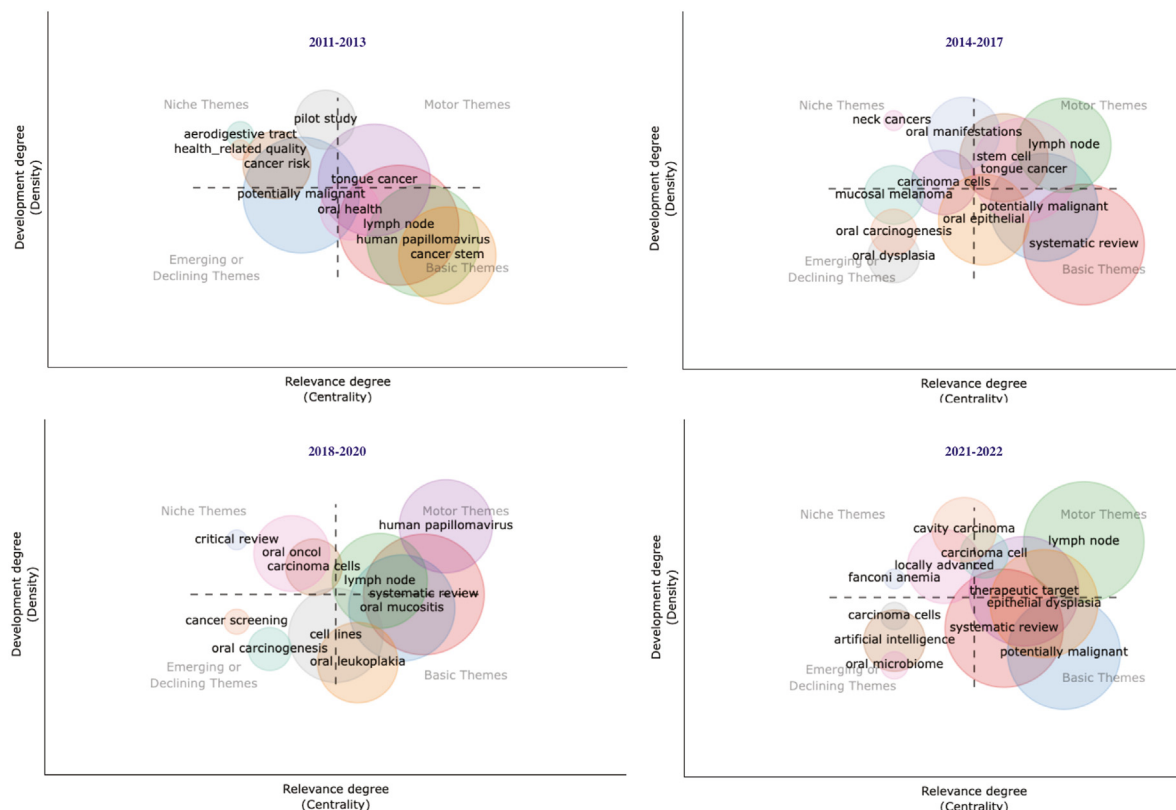 2011-2013
Niche Themes
Motor Themes
pilot study
aerodigestive tract
health_related quality
cancer risk
tongue cancer
potentially malignant
oral health
lymph node
human papillomavirus
cancer stem
Emerging or
Declining Themes
Basic Themes
Development degree
(Density)
Relevance degree
(Centrality)
2014-2017
Niche Themes
Motor Themes
neck cancers
oral manifestations
lymph node
stem cell
tongue cancer
carcinoma cells
mucosal melanoma
potentially malignant
oral epithelial
oral carcinogenesis
systematic review
oral dysplasia
Emerging or
Declining Themes
Basic Themes
Development degree
(Density)
Relevance degree
(Centrality)
2018-2020
Niche Themes
Motor Themes
human papillomavirus
critical review
oral oncol
carcinoma cells
lymph node
systematic review
oral mucositis
cancer screening
cell lines
oral carcinogenesis
oral leukoplakia
Emerging or
Declining Themes
Basic Themes
Development degree
(Density)
Relevance degree
(Centrality)
2021-2022
Niche Themes
Motor Themes
cavity carcinoma
lymph node
carcinoma cell
locally advanced
fanconi anemia
therapeutic target
epithelial dysplasia
carcinoma cells
systematic review
artificial intelligence
potentially malignant
oral microbiome
Emerging or
Declining Themes
Basic Themes
Development degree
(Density)
Relevance degree
(Centrality)